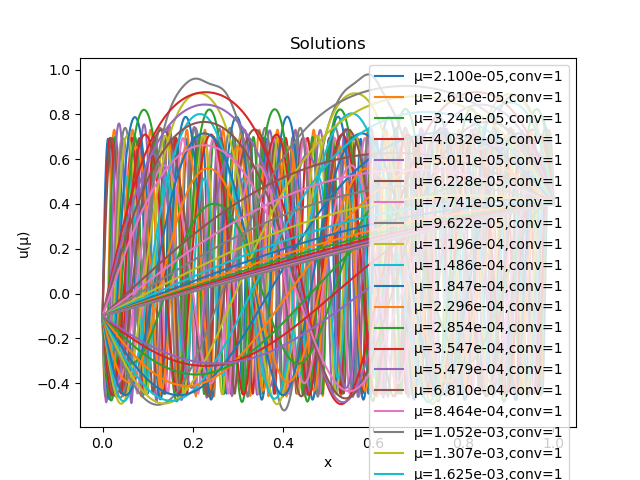 Solutions
1.0
0.8
0.6
0.4
0.2
0.0
−0.2
−0.4
u(μ)
0.0
0.2
0.4
0.6
0.8
1.0
x
μ=2.100e-05,conv=1
μ=2.610e-05,conv=1
μ=3.244e-05,conv=1
μ=4.032e-05,conv=1
μ=5.011e-05,conv=1
μ=6.228e-05,conv=1
μ=7.741e-05,conv=1
μ=9.622e-05,conv=1
μ=1.196e-04,conv=1
μ=1.486e-04,conv=1
μ=1.847e-04,conv=1
μ=2.296e-04,conv=1
μ=2.854e-04,conv=1
μ=3.547e-04,conv=1
μ=5.479e-04,conv=1
μ=6.810e-04,conv=1
μ=8.464e-04,conv=1
μ=1.052e-03,conv=1
μ=1.307e-03,conv=1
μ=1.625e-03,conv=1